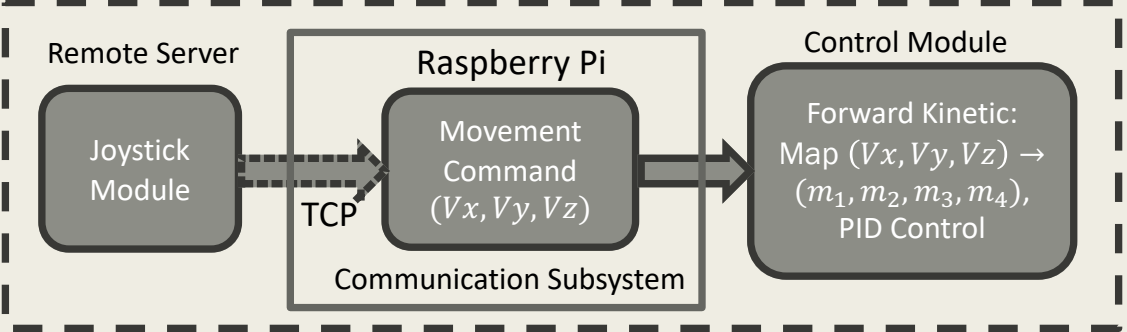 Remote Server
Joystick
Module
TCP
Raspberry Pi
Movement
Command
(Vx, Vy, Vz)
Communication Subsystem
Control Module
Forward Kinetic:
Map (Vx, Vy, Vz) →
(m₁, m₂, m₃, m₄),
PID Control